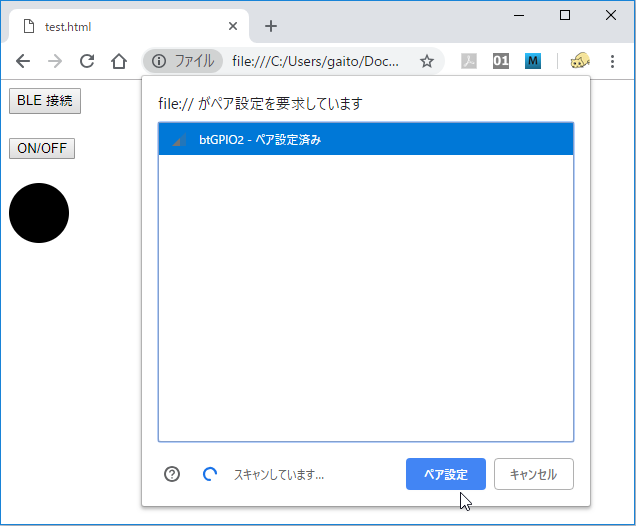 test.html
ファイル file:///C:/Users/gaito/Doc...
01 M
BLE 接続
file:// がペア設定を要求しています
btGPIO2 - ペア設定済み
ON/OFF
スキャンしています...
ペア設定
キャンセル